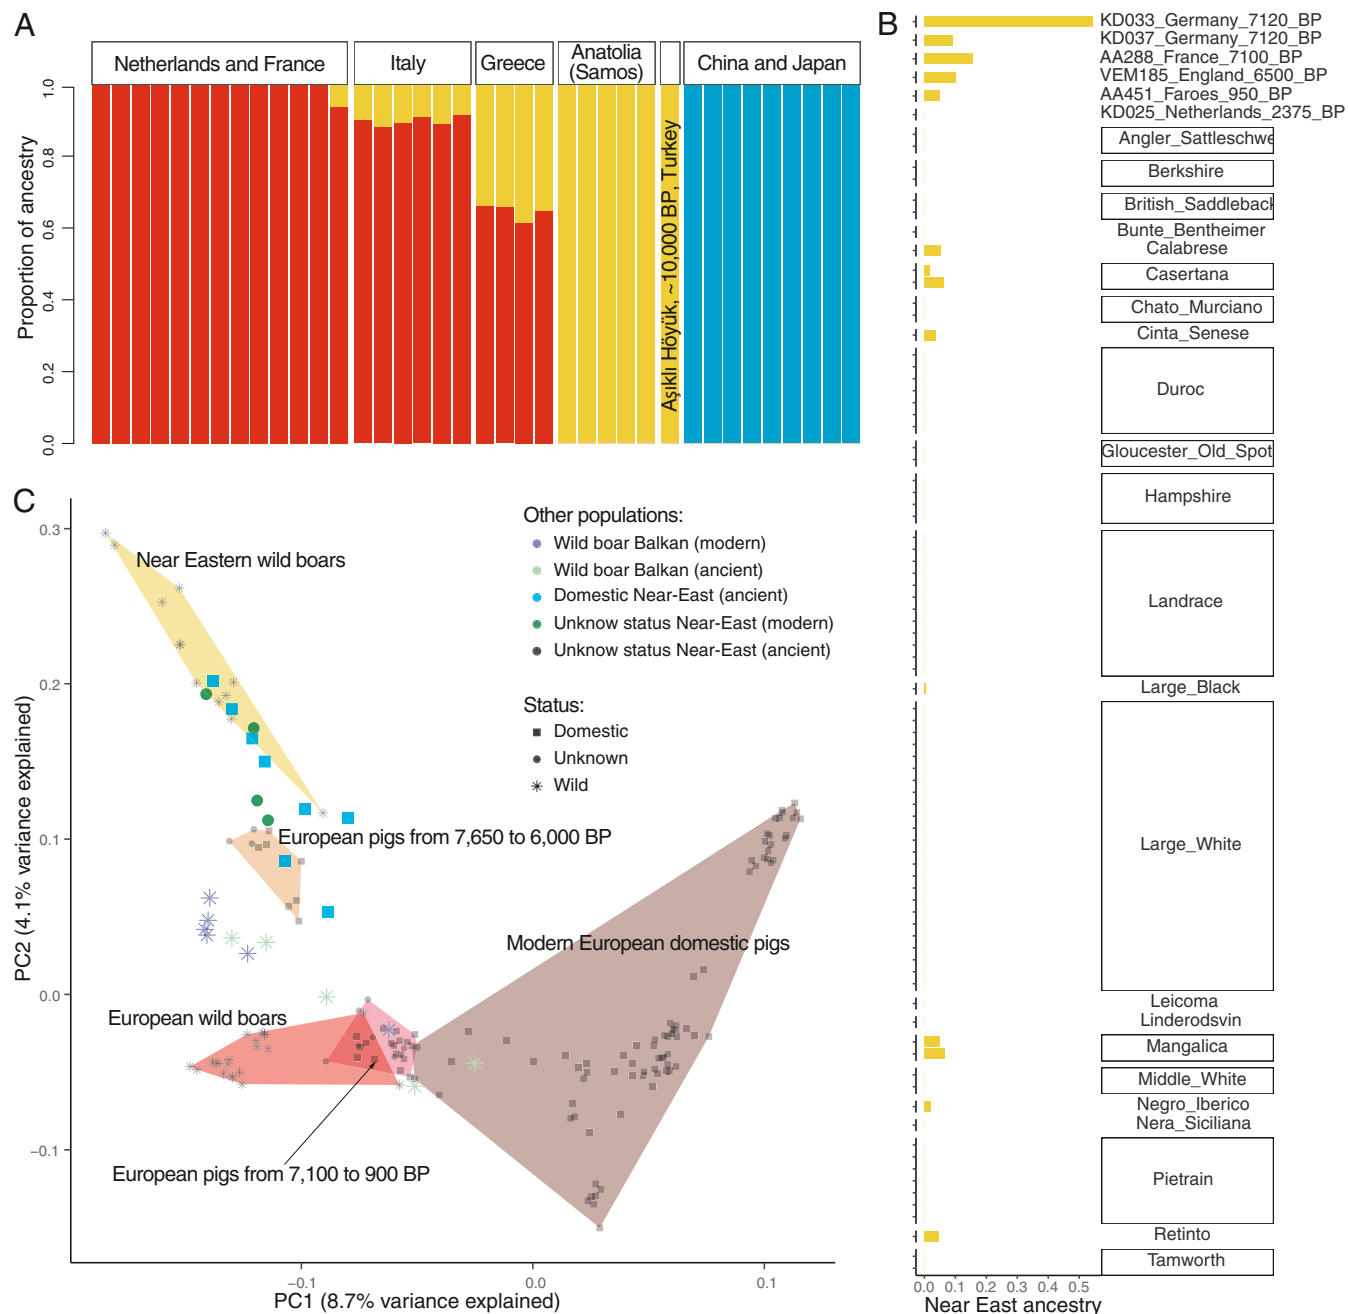 A
Netherlands and France
Italy
Greece
Anatolia
(Samos)
China and Japan
Proportion of ancestry
1.0
0.8
0.6
0.4
0.2
0.0
Aşıklı Höyük, ~10,000 BP, Turkey
B
KD033_Germany_7120_BP
KD037_Germany_7120_BP
AA288_France_7100_BP
VEM185_England_6500_BP
AA451_Faroes_950_BP
KD025_Netherlands_2375_BP
Angler_Sattleschwe
Berkshire
British_Saddleback
Bunte_Bentheimer
Calabrese
Casertana
Chato_Murciano
Cinta_Senese
Duroc
Gloucester_Old_Spot
Hampshire
Landrace
Large_Black
Large_White
Leicoma
Linderodsvin
Mangalica
Middle_White
Negro_Iberico
Nera_Siciliana
Pietrain
Retinto
Tamworth
0.0 0.1 0.2 0.3 0.4 0.5
Near East ancestry
C
Other populations:
Wild boar Balkan (modern)
Wild boar Balkan (ancient)
Domestic Near-East (ancient)
Unknow status Near-East (modern)
Unknow status Near-East (ancient)
Status:
Domestic
Unknown
Wild
Near Eastern wild boars
European pigs from 7,650 to 6,000 BP
Modern European domestic pigs
European wild boars
European pigs from 7,100 to 900 BP
PC2 (4.1% variance explained)
0.3
0.2
0.1
0.0
−0.1
−0.1 0.0 0.1
PC1 (8.7% variance explained)